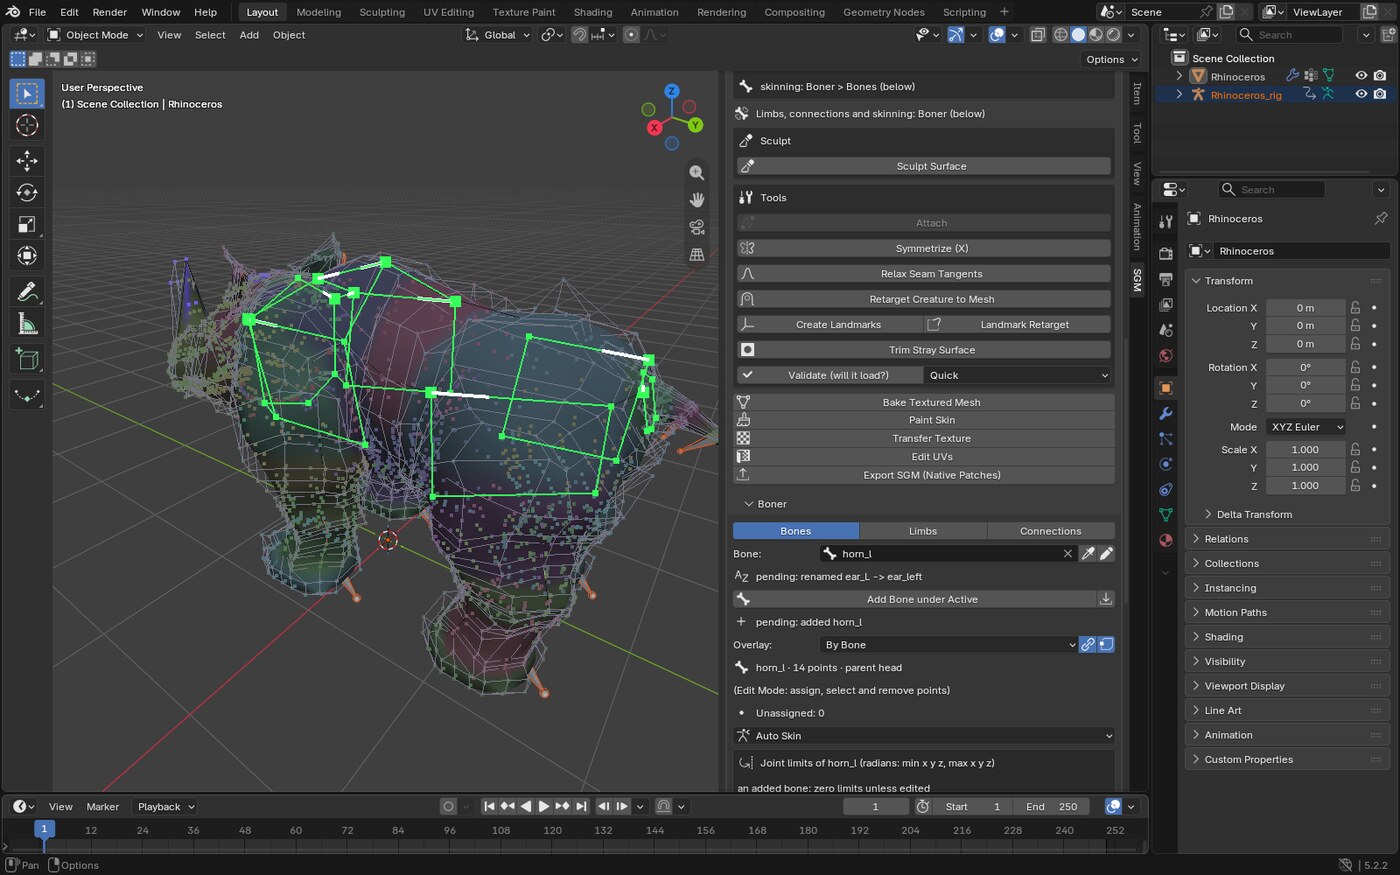 File Edit Render Window Help Layout Modeling Sculpting UV Editing Texture Paint Shading Animation Rendering Compositing Geometry Nodes Scripting + Scene ViewLayer
Object Mode View Select Add Object Global Search
Options
Scene Collection
Rhinoceros
Rhinoceros_rig
User Perspective
(1) Scene Collection | Rhinoceros
Z
Y
X
skinning: Boner > Bones (below)
Limbs, connections and skinning: Boner (below)
Sculpt
Sculpt Surface
Tools
Attach
Symmetrize (X)
Relax Seam Tangents
Retarget Creature to Mesh
Create Landmarks Landmark Retarget
Trim Stray Surface
Validate (will it load?) Quick
Bake Textured Mesh
Paint Skin
Transfer Texture
Edit UVs
Export SGM (Native Patches)
Boner
Bones Limbs Connections
Bone: horn_l
pending: renamed ear_L -> ear_left
Add Bone under Active
pending: added horn_l
Overlay: By Bone
horn_l · 14 points · parent head
(Edit Mode: assign, select and remove points)
Unassigned: 0
Auto Skin
Joint limits of horn_l (radians: min x y z, max x y z)
an added bone: zero limits unless edited
Item
Tool
View
Animation
SGM
Search
Rhinoceros
Rhinoceros
Transform
Location X 0 m
Y 0 m
Z 0 m
Rotation X 0°
Y 0°
Z 0°
Mode XYZ Euler
Scale X 1.000
Y 1.000
Z 1.000
Delta Transform
Relations
Collections
Instancing
Motion Paths
Shading
Visibility
Viewport Display
Line Art
Animation
Custom Properties
View Marker Playback 1 Start 1 End 250
1 12 24 36 48 60 72 84 96 108 120 132 144 156 168 180 192 204 216 228 240 252
Pan Options 5.2.2